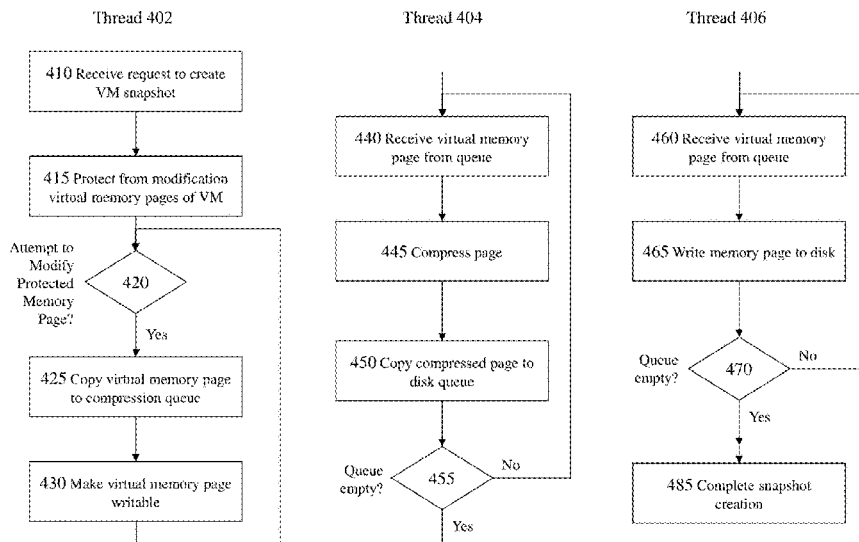 Thread 402
410 Receive request to create
VM snapshot
415 Protect from modification
virtual memory pages of VM
Attempt to
Modify
Protected
Memory
Page?
420
Yes
425 Copy virtual memory page
to compression queue
430 Make virtual memory page
writable
Thread 404
440 Receive virtual memory
page from queue
445 Compress page
450 Copy compressed page to
disk queue
Queue
empty?
455
No
Yes
Thread 406
460 Receive virtual memory
page from queue
465 Write memory page to disk
Queue
empty?
470
No
Yes
485 Complete snapshot
creation